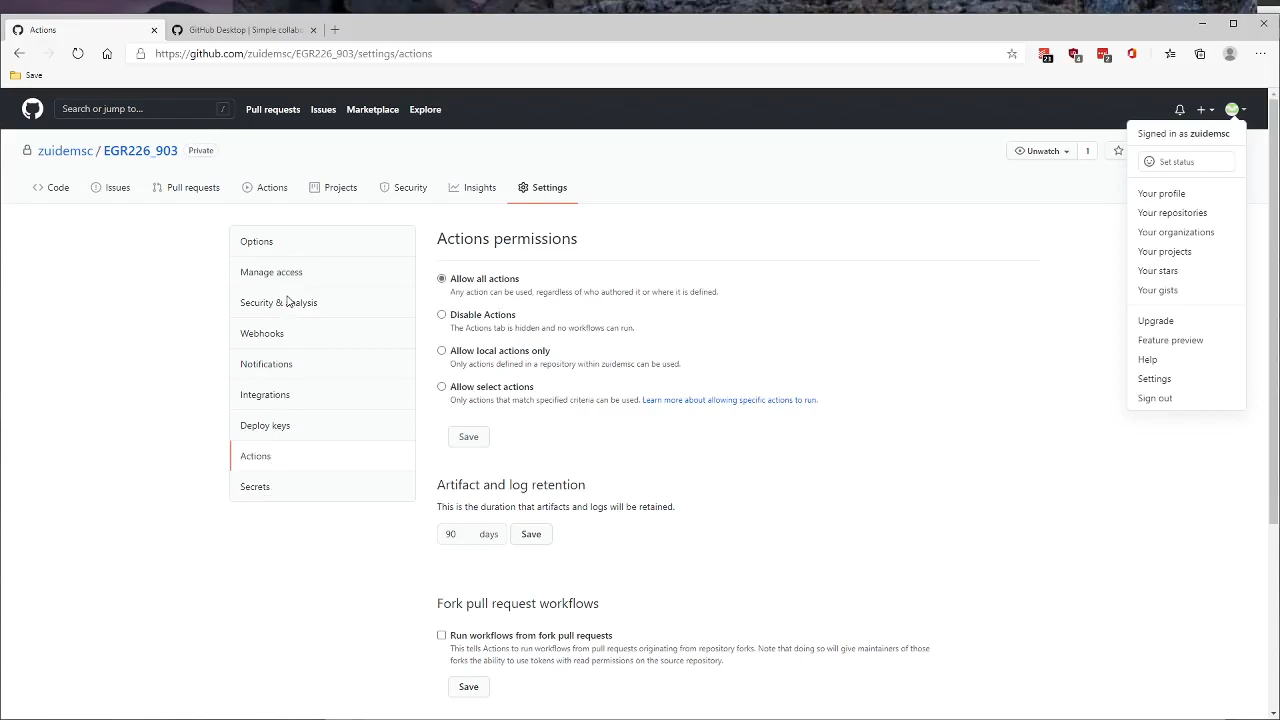 Actions
GitHub Desktop | Simple collab
https://github.com/zuidemsc/EGR226_903/settings/actions
23
4
2
Save
Search or jump to...
/
Pull requests
Issues
Marketplace
Explore
zuidemsc / EGR226_903
Private
Unwatch
1
Code
Issues
Pull requests
Actions
Projects
Security
Insights
Settings
Signed in as zuidemsc
Set status
Your profile
Your repositories
Your organizations
Your projects
Your stars
Your gists
Upgrade
Feature preview
Help
Settings
Sign out
Options
Manage access
Security & analysis
Webhooks
Notifications
Integrations
Deploy keys
Actions
Secrets
Actions permissions
Allow all actions
Any action can be used, regardless of who authored it or where it is defined.
Disable Actions
The Actions tab is hidden and no workflows can run.
Allow local actions only
Only actions defined in a repository within zuidemsc can be used.
Allow select actions
Only actions that match specified criteria can be used. Learn more about allowing specific actions to run.
Save
Artifact and log retention
This is the duration that artifacts and logs will be retained.
90 days
Save
Fork pull request workflows
Run workflows from fork pull requests
This tells Actions to run workflows from pull requests originating from repository forks. Note that doing so will give maintainers of those
forks the ability to use tokens with read permissions on the source repository.
Save